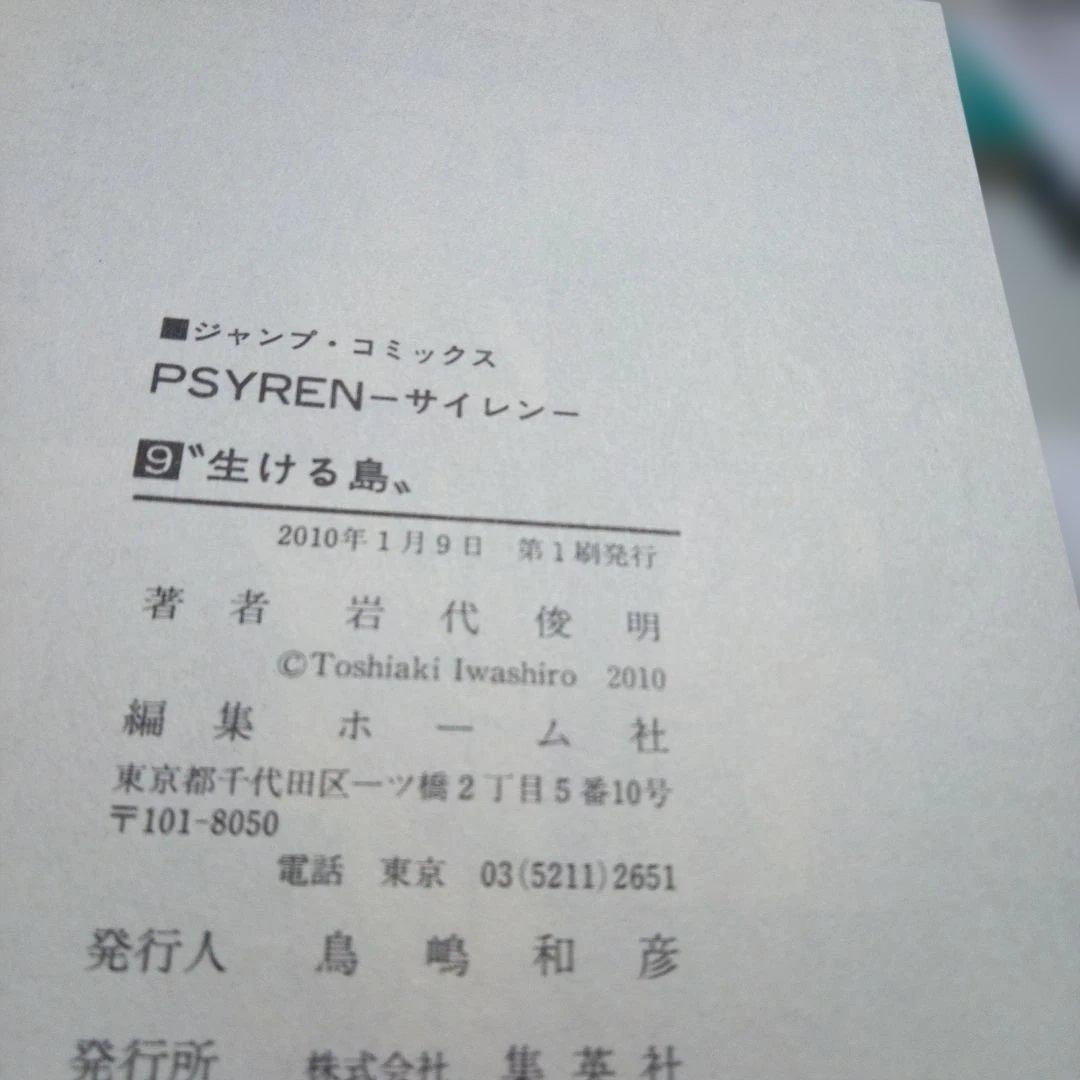 ■ジャンプ・コミックス
PSYREN－サイレン－
9〝生ける島〟
2010年1月9日 第1刷発行
著者 岩代俊明
©Toshiaki Iwashiro 2010
編集 ホーム社
東京都千代田区一ツ橋2丁目5番10号
〒101-8050
電話 東京 03(5211)2651
発行人 鳥嶋和彦
発行所 株式会社 集英社